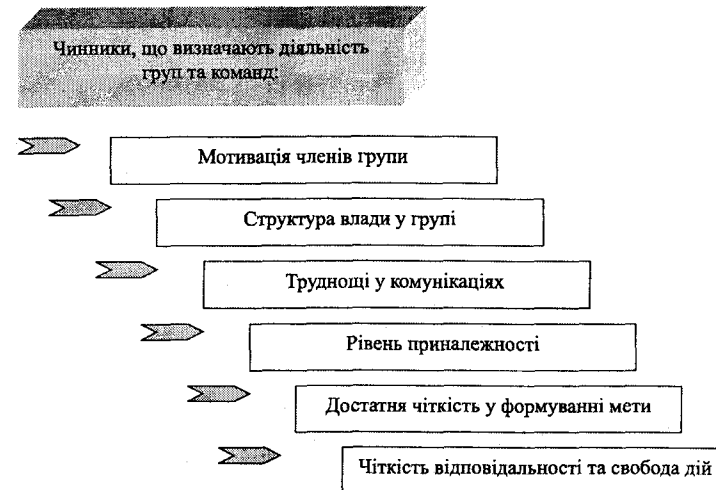 Чинники, що визначають діяльність
груп та команд:
Мотивація членів групи
Структура влади у групі
Труднощі у комунікаціях
Рівень приналежності
Достатня чіткість у формуванні мети
Чіткість відповідальності та свобода дій